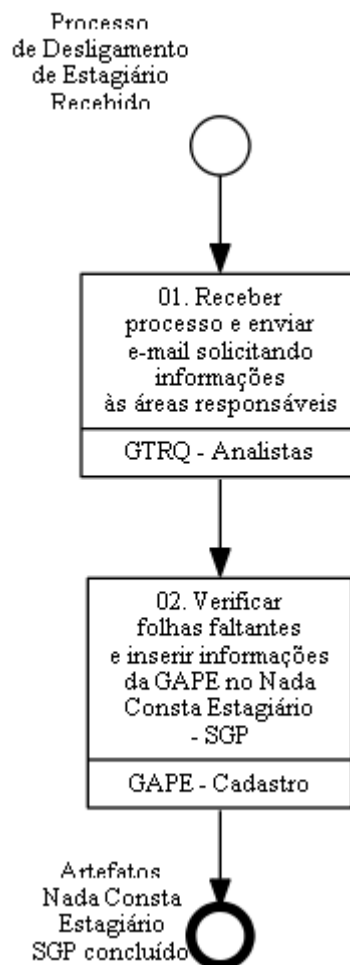 Processo
de Desligamento
de Estagiário
Recebido
01. Receber
processo e enviar
e-mail solicitando
informações
às áreas responsáveis
GTRQ - Analistas
02. Verificar
folhas faltantes
e inserir informações
da GAPE no Nada
Consta Estagiário
- SGP
GAPE - Cadastro
Artefatos
Nada Consta
Estagiário
SGP concluído